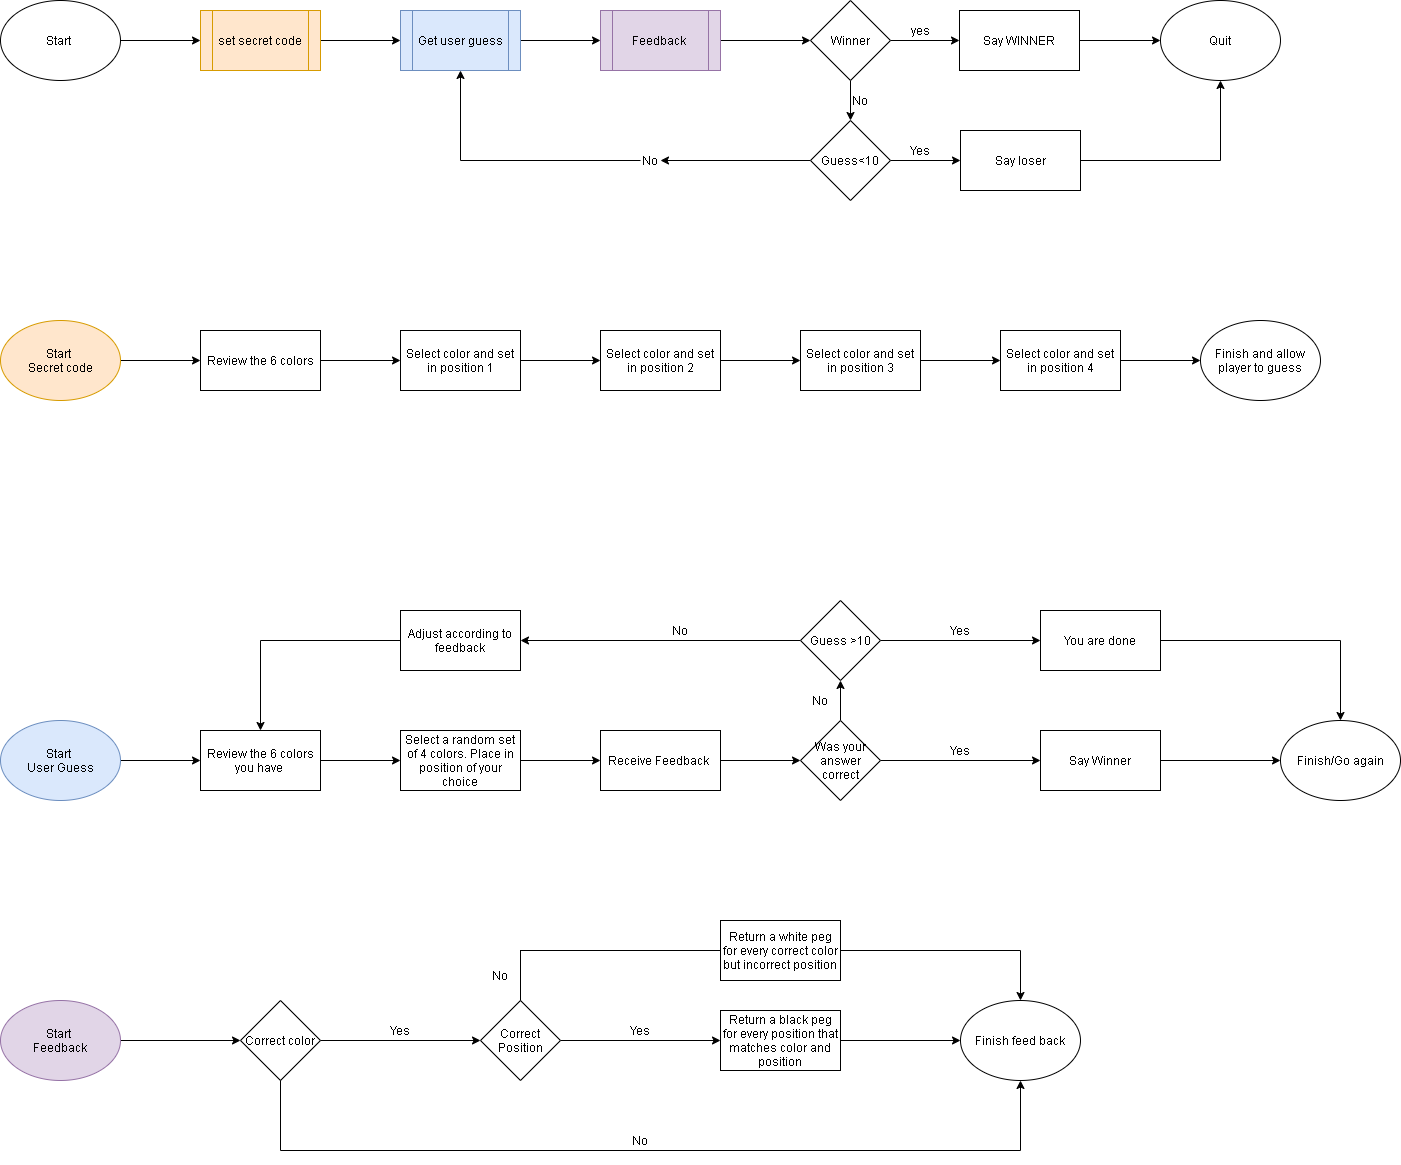 Start
set secret code
Get user guess
Feedback
Winner
yes
Say WINNER
Quit
No
No
Guess<10
Yes
Say loser
Start
Secret code
Review the 6 colors
Select color and set
in position 1
Select color and set
in position 2
Select color and set
in position 3
Select color and set
in position 4
Finish and allow
player to guess
Adjust according to
feedback
No
Guess >10
Yes
You are done
No
Start
User Guess
Review the 6 colors
you have
Select a random set
of 4 colors. Place in
position of your
choice
Receive Feedback
Was your
answer
correct
Yes
Say Winner
Finish/Go again
Return a white peg
for every correct color
but incorrect position
No
Start
Feedback
Correct color
Yes
Correct
Position
Yes
Return a black peg
for every position that
matches color and
position
Finish feed back
No